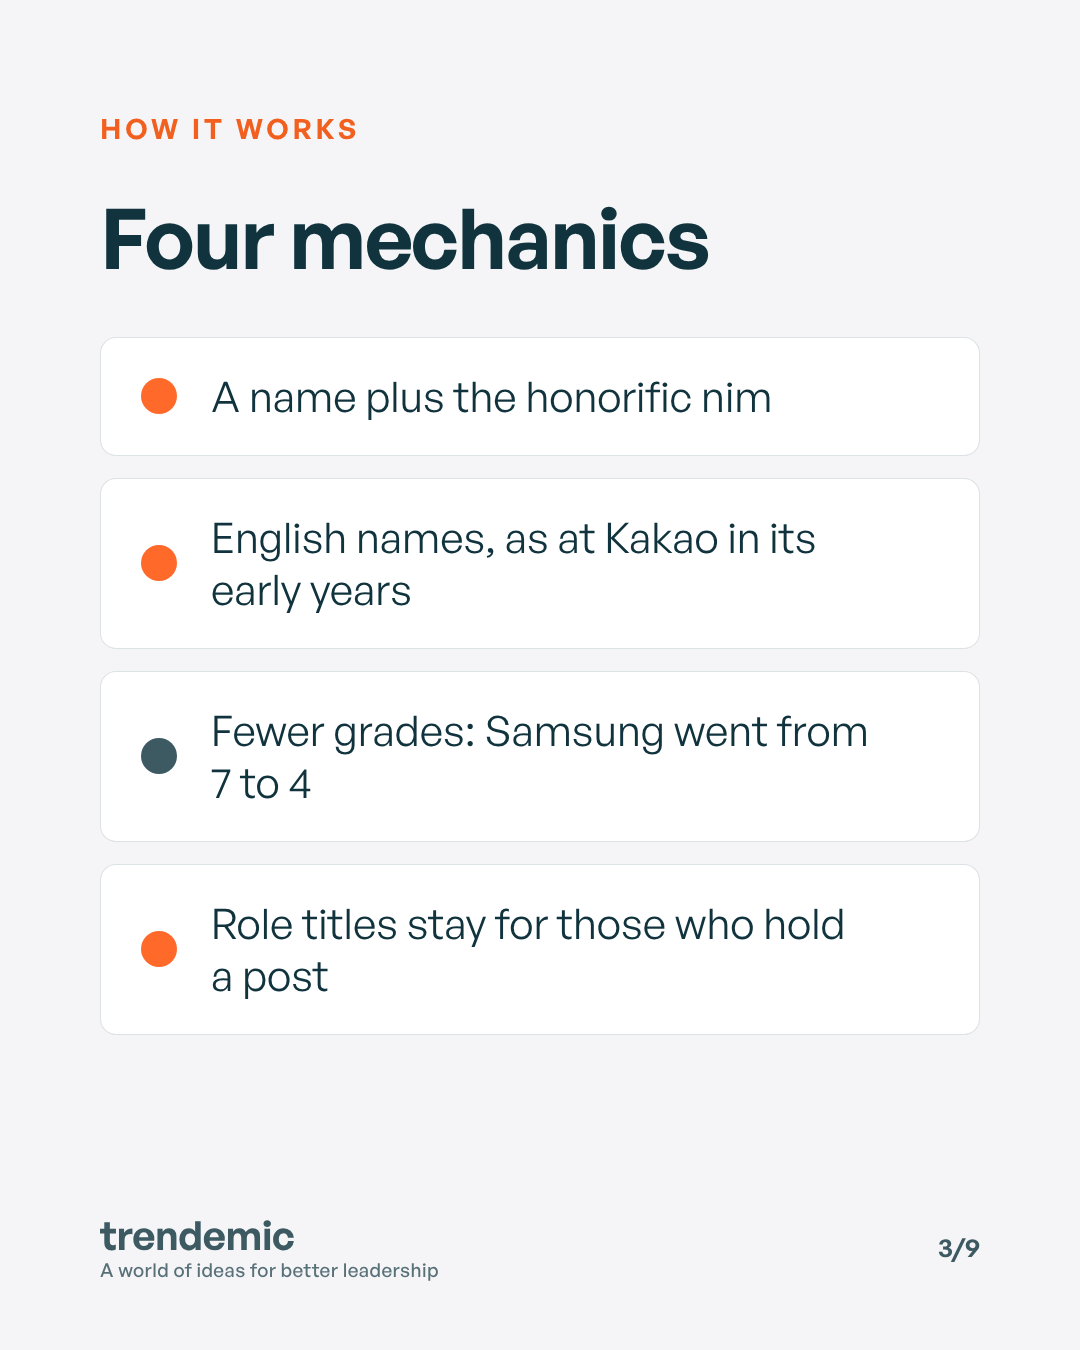 HOW IT WORKS
Four mechanics
A name plus the honorific nim
English names, as at Kakao in its
early years
Fewer grades: Samsung went from
7 to 4
Role titles stay for those who hold
a post
trendemic
A world of ideas for better leadership
3/9